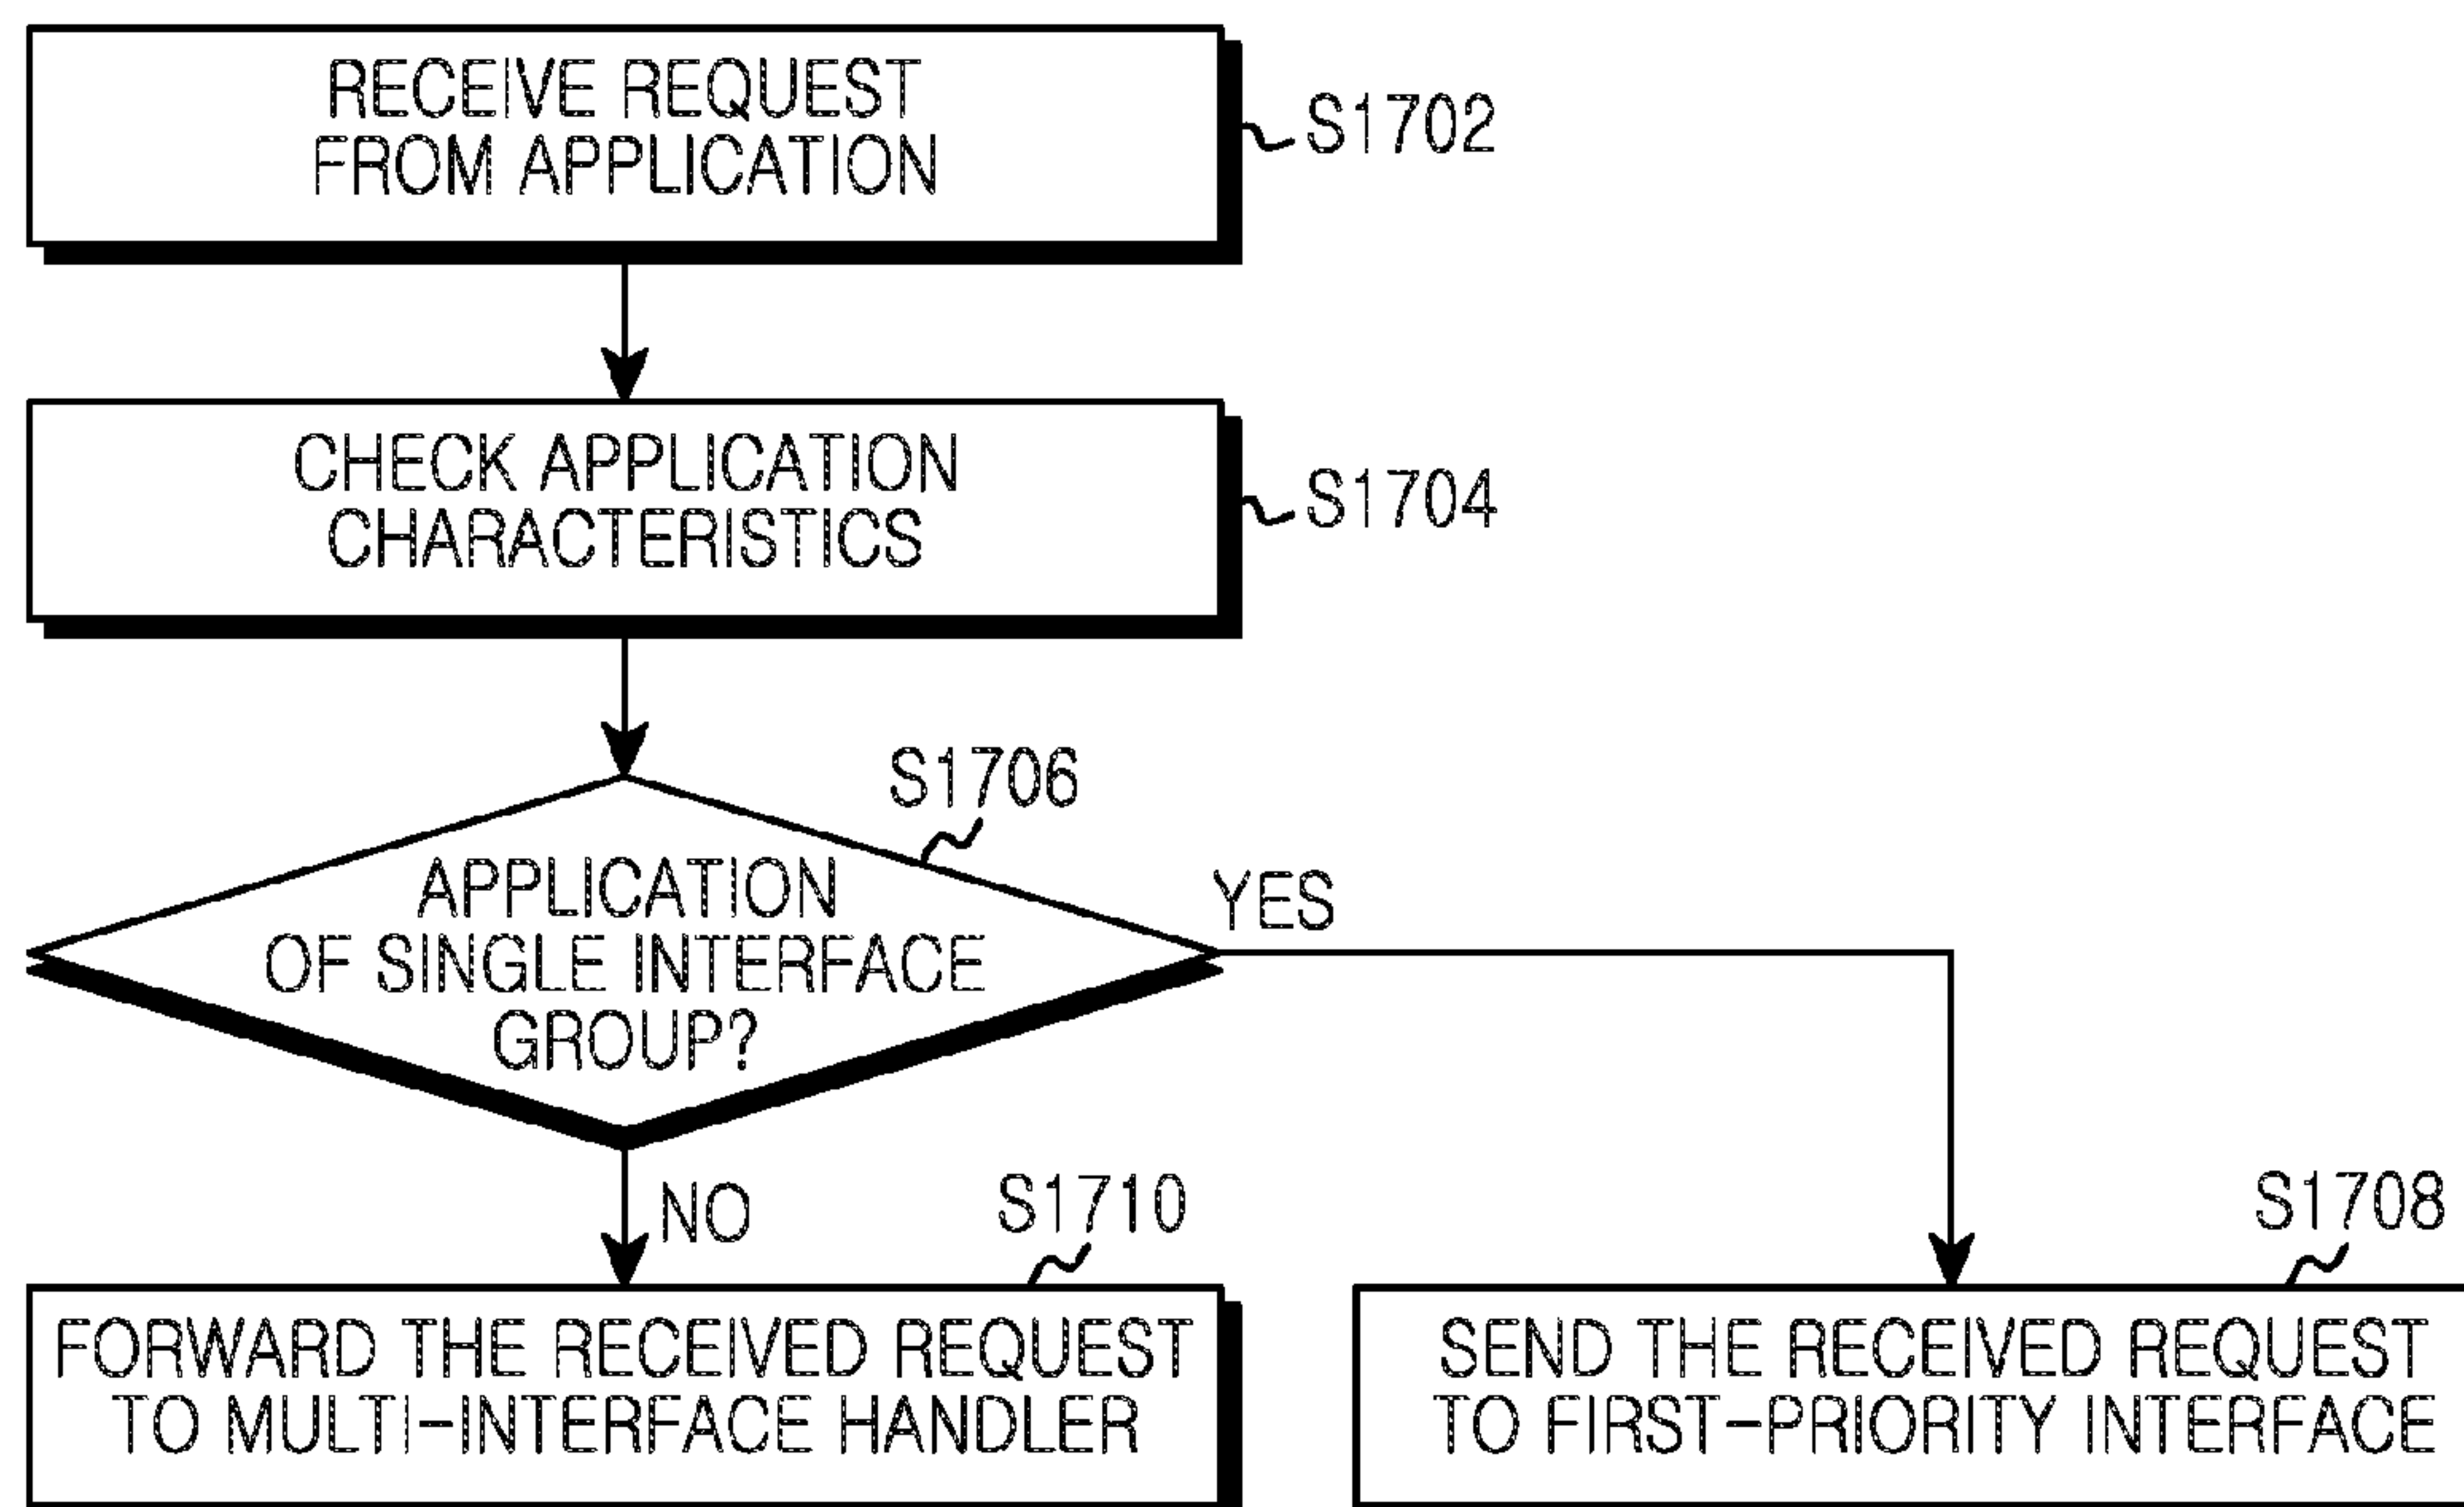 RECEIVE REQUEST
FROM APPLICATION
S1702
CHECK APPLICATION
CHARACTERISTICS
S1704
S1706
APPLICATION
OF SINGLE INTERFACE
GROUP?
YES
NO
S1710
S1708
FORWARD THE RECEIVED REQUEST
TO MULTI-INTERFACE HANDLER
SEND THE RECEIVED REQUEST
TO FIRST-PRIORITY INTERFACE